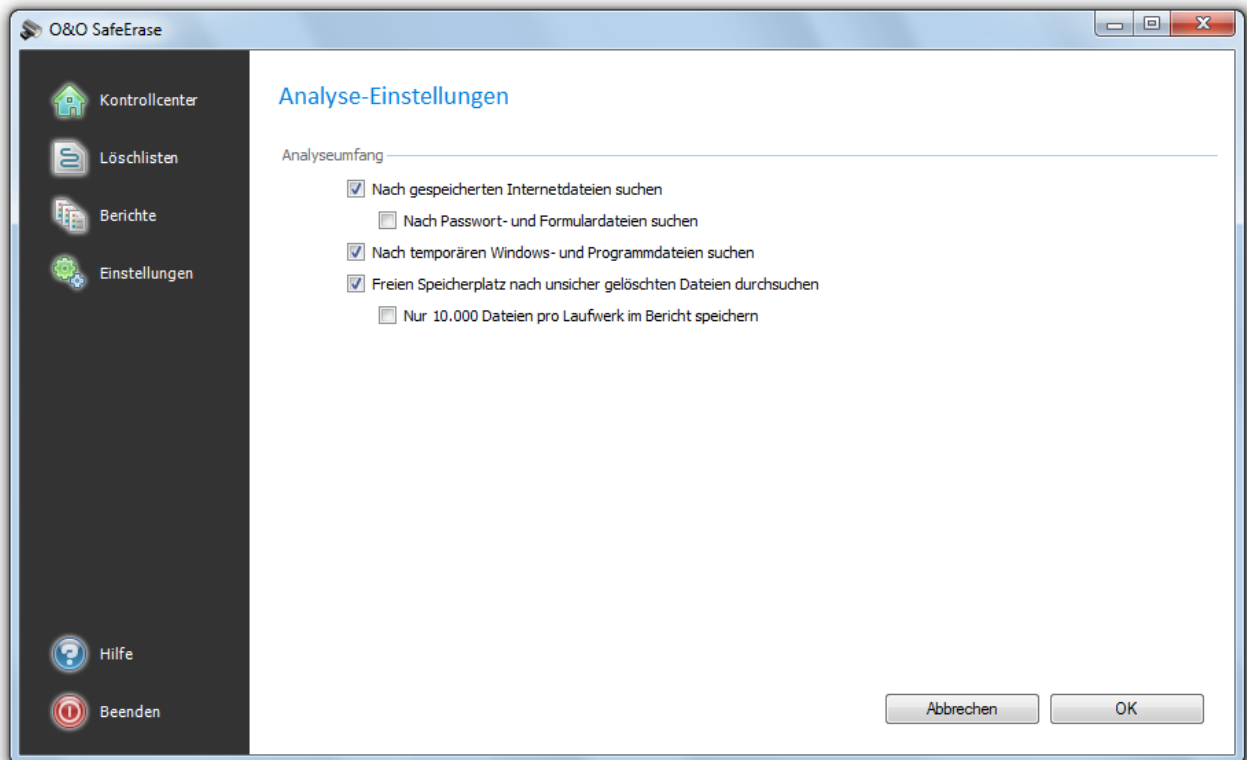 O&O SafeErase
Kontrollcenter
Löschlisten
Berichte
Einstellungen
Hilfe
Beenden
Analyse-Einstellungen
Analyseumfang
Nach gespeicherten Internetdateien suchen
Nach Passwort- und Formulardateien suchen
Nach temporären Windows- und Programmdateien suchen
Freien Speicherplatz nach unsicher gelöschten Dateien durchsuchen
Nur 10.000 Dateien pro Laufwerk im Bericht speichern
Abbrechen
OK